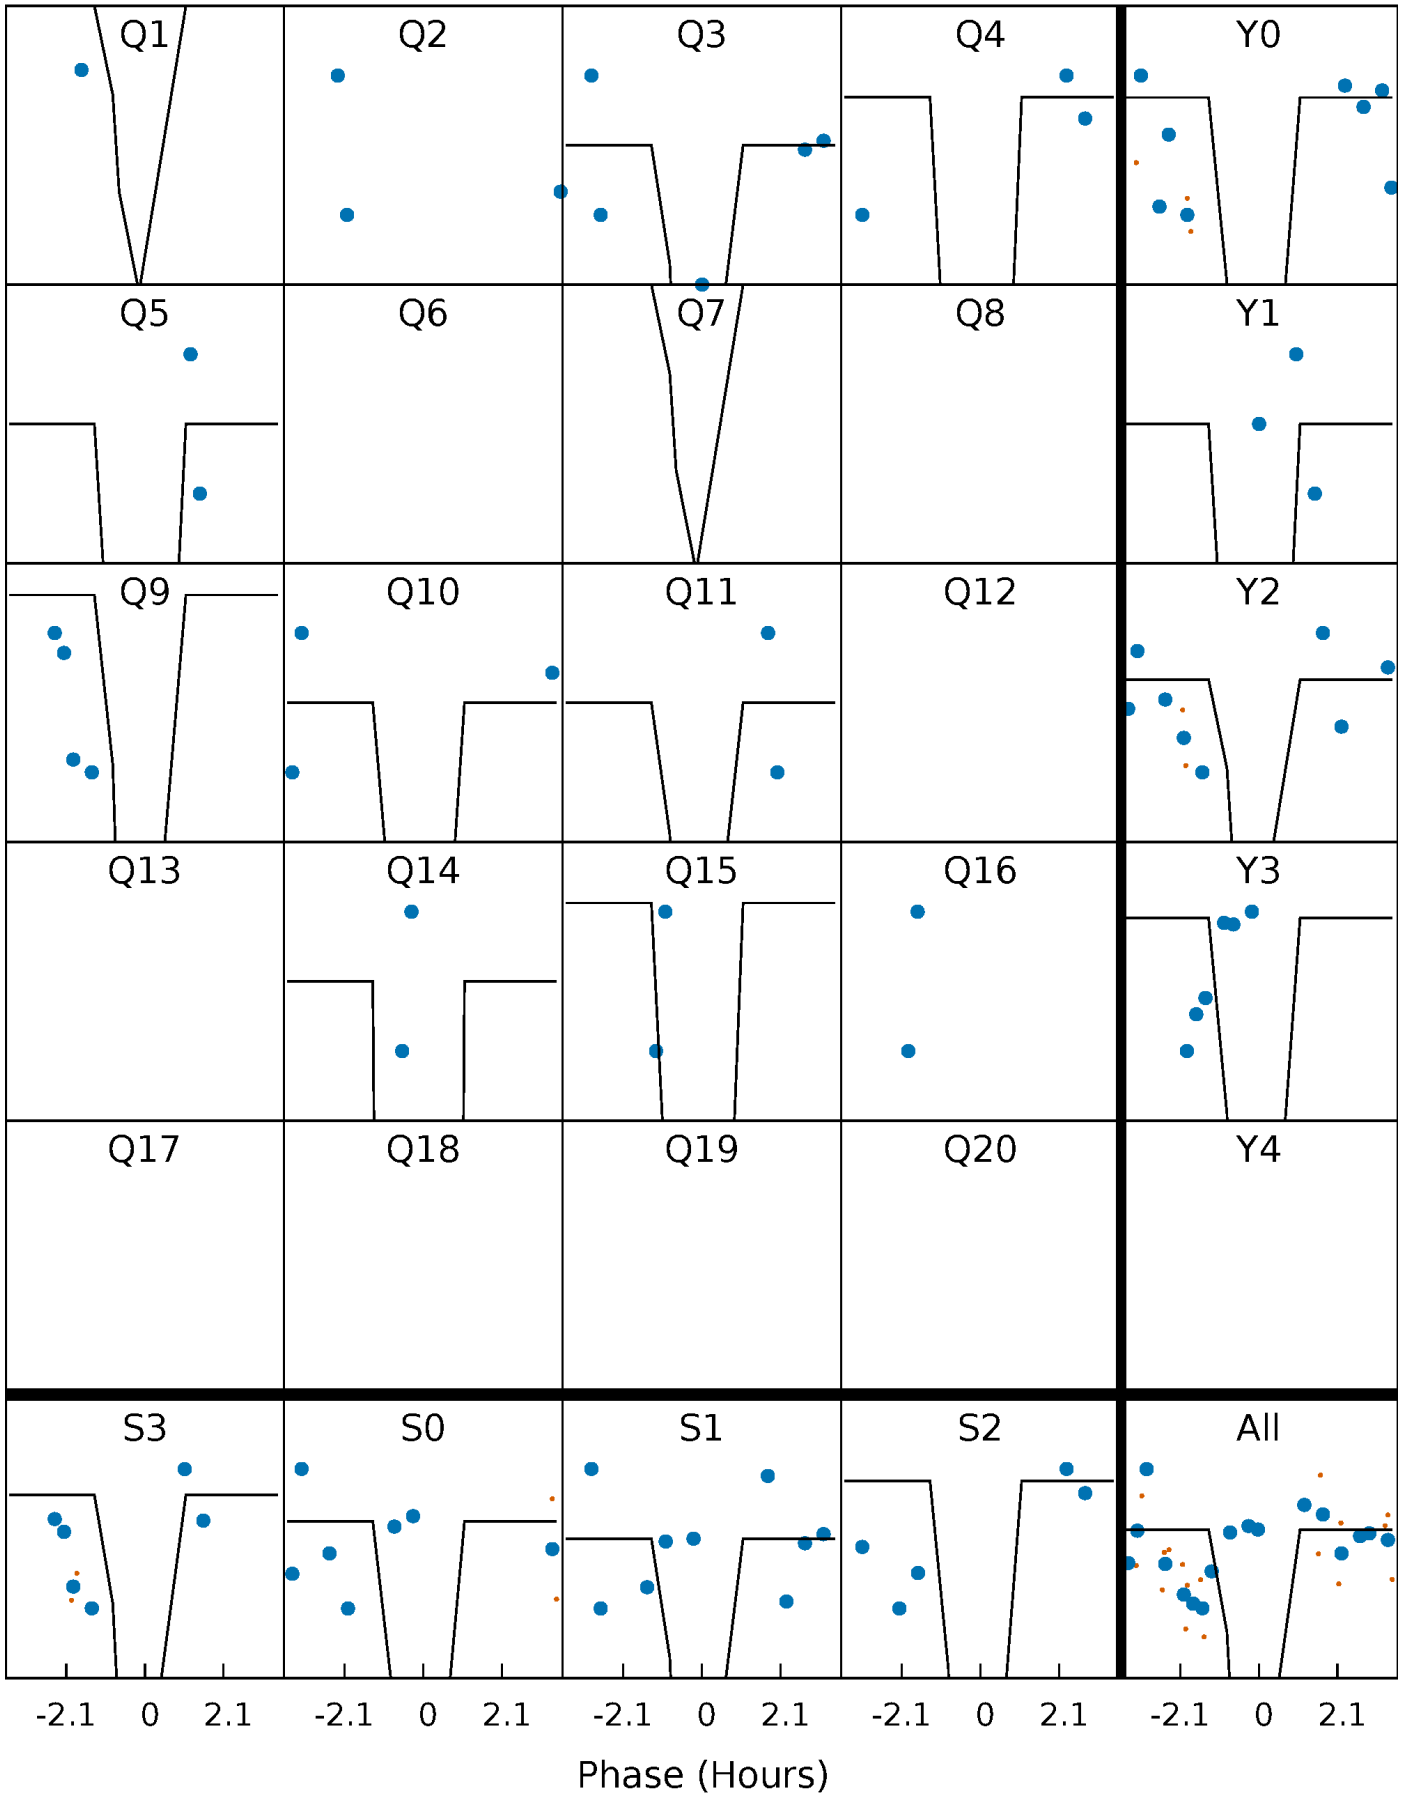 Q1 Q2 Q3 Q4 Y0
Q5 Q6 Q7 Q8 Y1
Q9 Q10 Q11 Q12 Y2
Q13 Q14 Q15 Q16 Y3
Q17 Q18 Q19 Q20 Y4
S3 S0 S1 S2 All
-2.1 0 2.1 -2.1 0 2.1 -2.1 0 2.1 -2.1 0 2.1 -2.1 0 2.1
Phase (Hours)